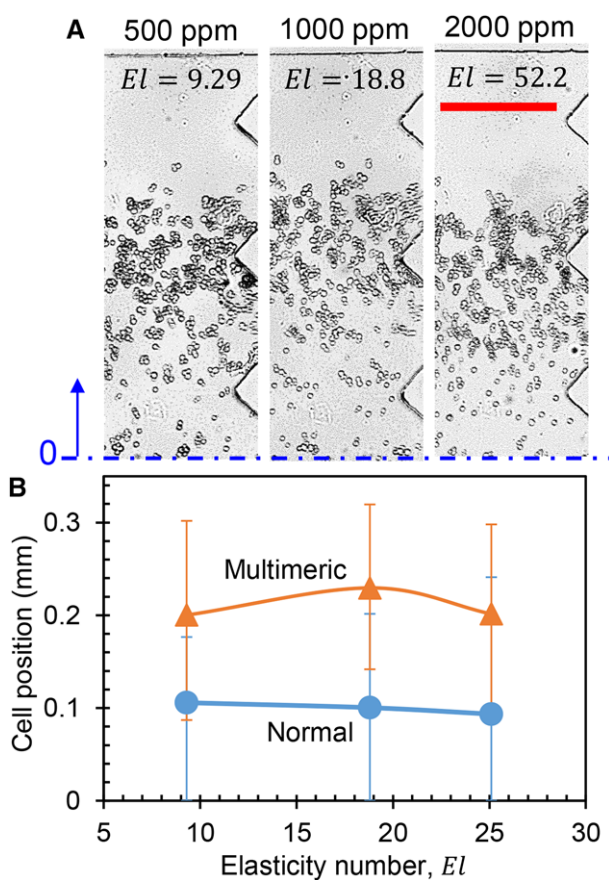 A 500 ppm 1000 ppm 2000 ppm
El = 9.29 El = 18.8 El = 52.2
0
B
0.3
0.2
0.1
0
Cell position (mm)
Multimeric
Normal
5 10 15 20 25 30
Elasticity number, El